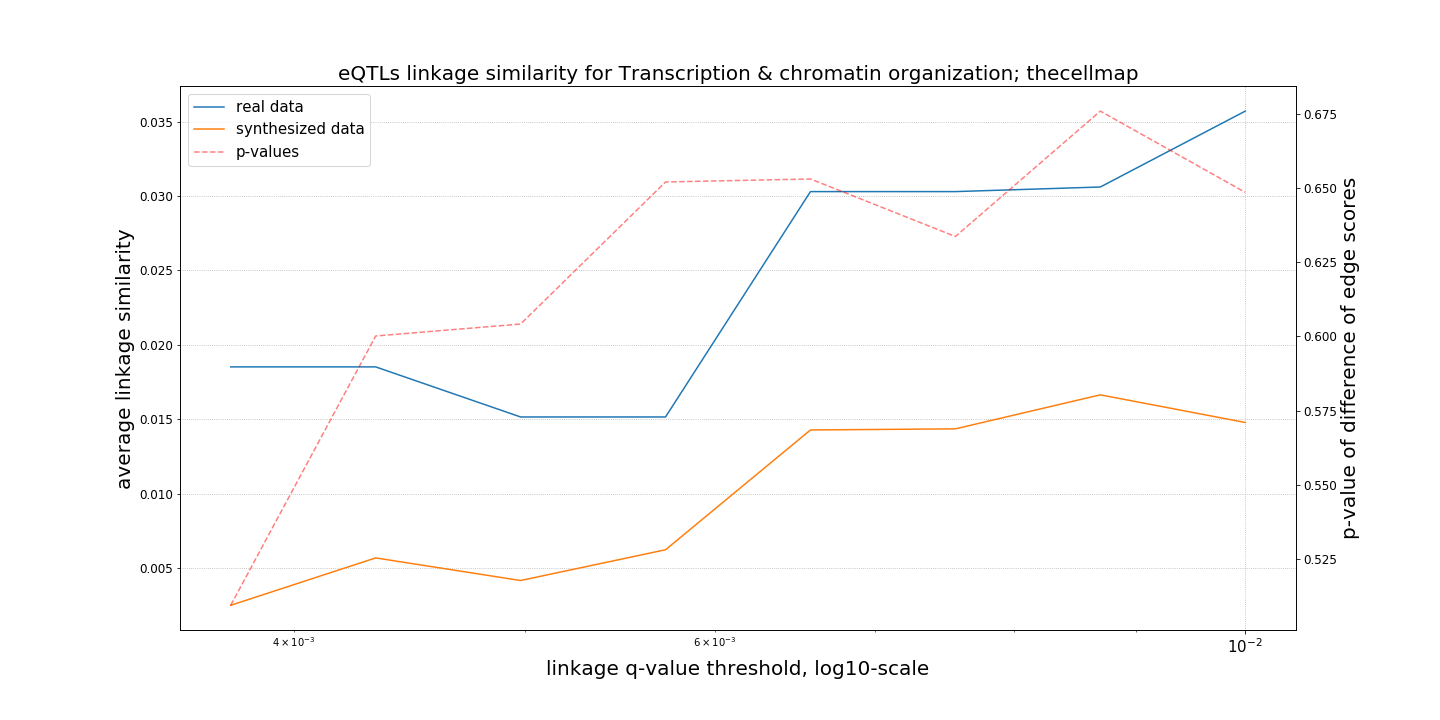 eQTLs linkage similarity for Transcription & chromatin organization; thecellmap
real data
synthesized data
p-values
0.035
0.030
0.025
0.020
0.015
0.010
0.005
average linkage similarity
0.675
0.650
0.625
0.600
0.575
0.550
0.525
p-value of difference of edge scores
4 × 10⁻³
6 × 10⁻³
10⁻²
linkage q-value threshold, log10-scale